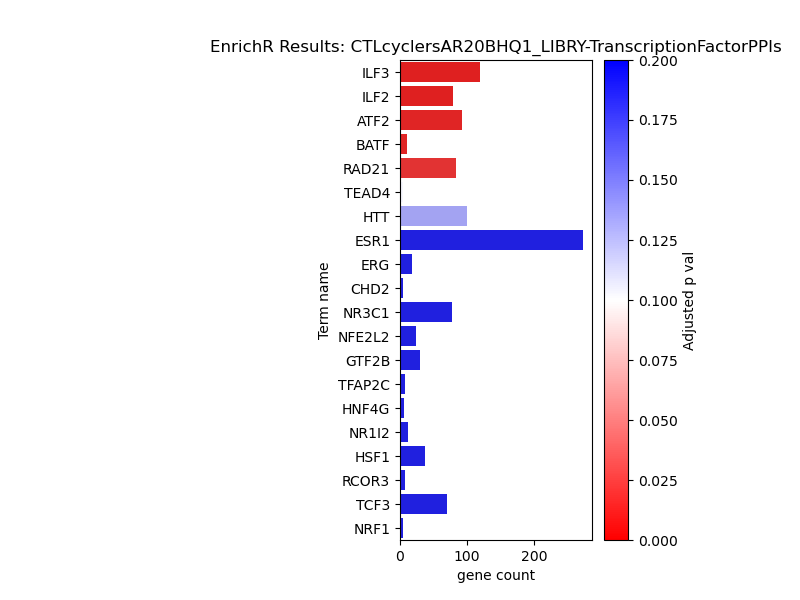 EnrichR Results: CTLcyclersAR20BHQ1_LIBRY-TranscriptionFactorPPIs
Term name
ILF3
ILF2
ATF2
BATF
RAD21
TEAD4
HTT
ESR1
ERG
CHD2
NR3C1
NFE2L2
GTF2B
TFAP2C
HNF4G
NR1I2
HSF1
RCOR3
TCF3
NRF1
0 100 200
gene count
0.200
0.175
0.150
0.125
0.100
0.075
0.050
0.025
0.000
Adjusted p val